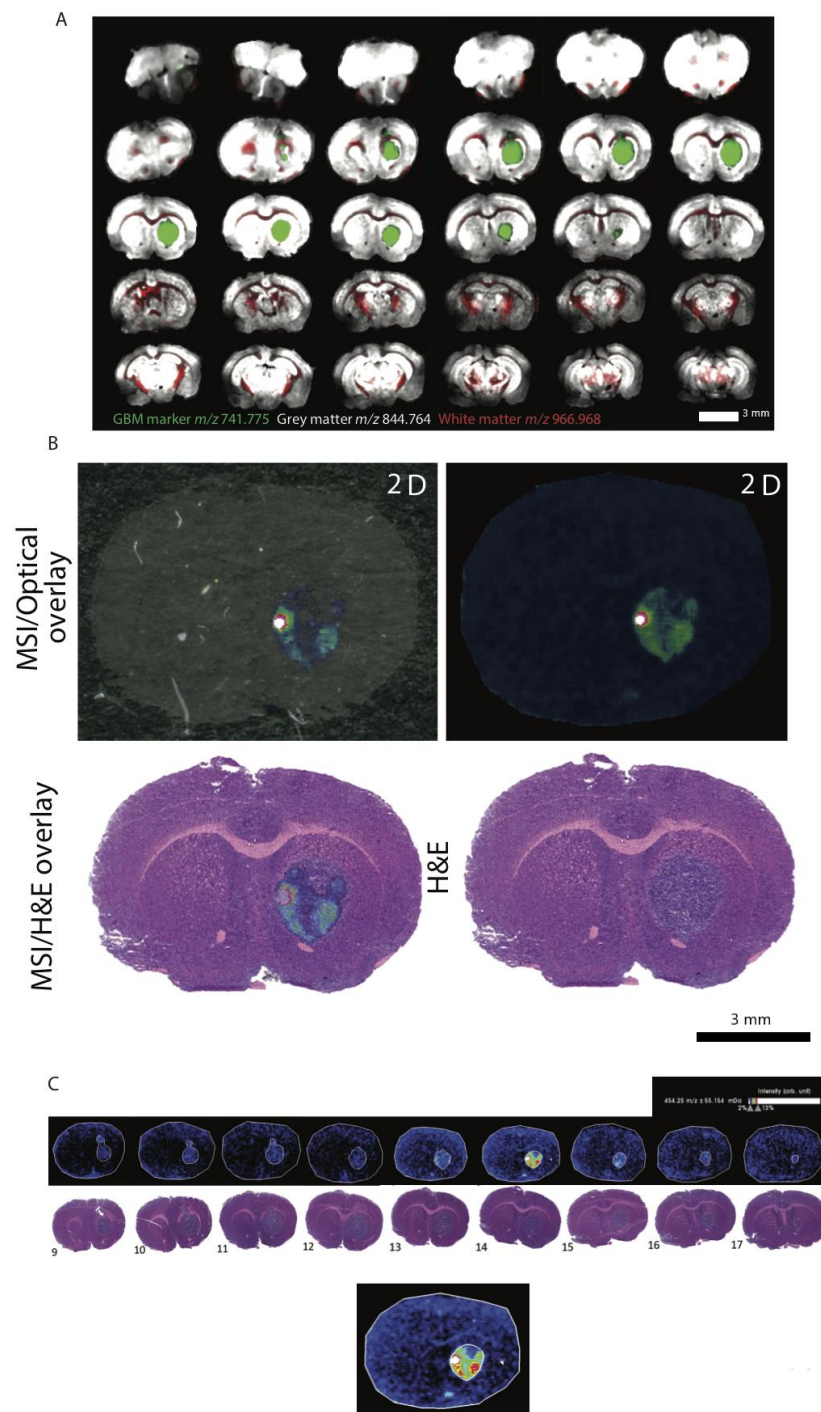 A
GBM marker m/z 741.775 Grey matter m/z 844.764 White matter m/z 966.968
3 mm
B
MSI/Optical overlay
2 D
2 D
MSI/H&E overlay
H&E
3 mm
C
Intensity (arb. unit)
454.25 m/z ± 55.154 mDa
2% 13%
9 10 11 12 13 14 15 16 17